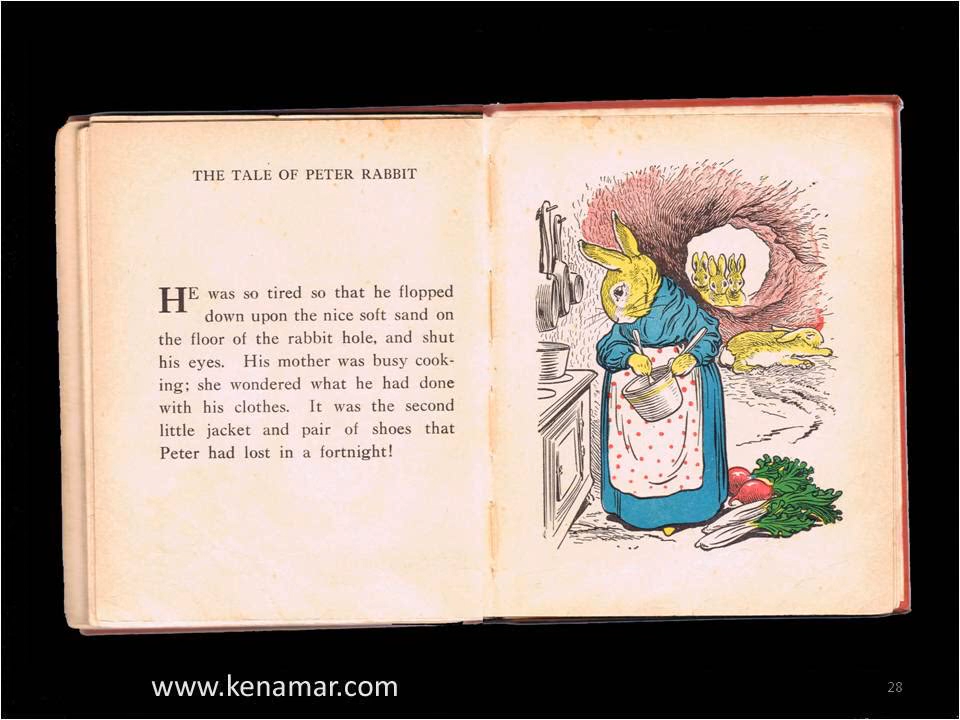 THE TALE OF PETER RABBIT
HE was so tired so that he flopped
down upon the nice soft sand on
the floor of the rabbit hole, and shut
his eyes. His mother was busy cook-
ing; she wondered what he had done
with his clothes. It was the second
little jacket and pair of shoes that
Peter had lost in a fortnight!
www.kenamar.com
28